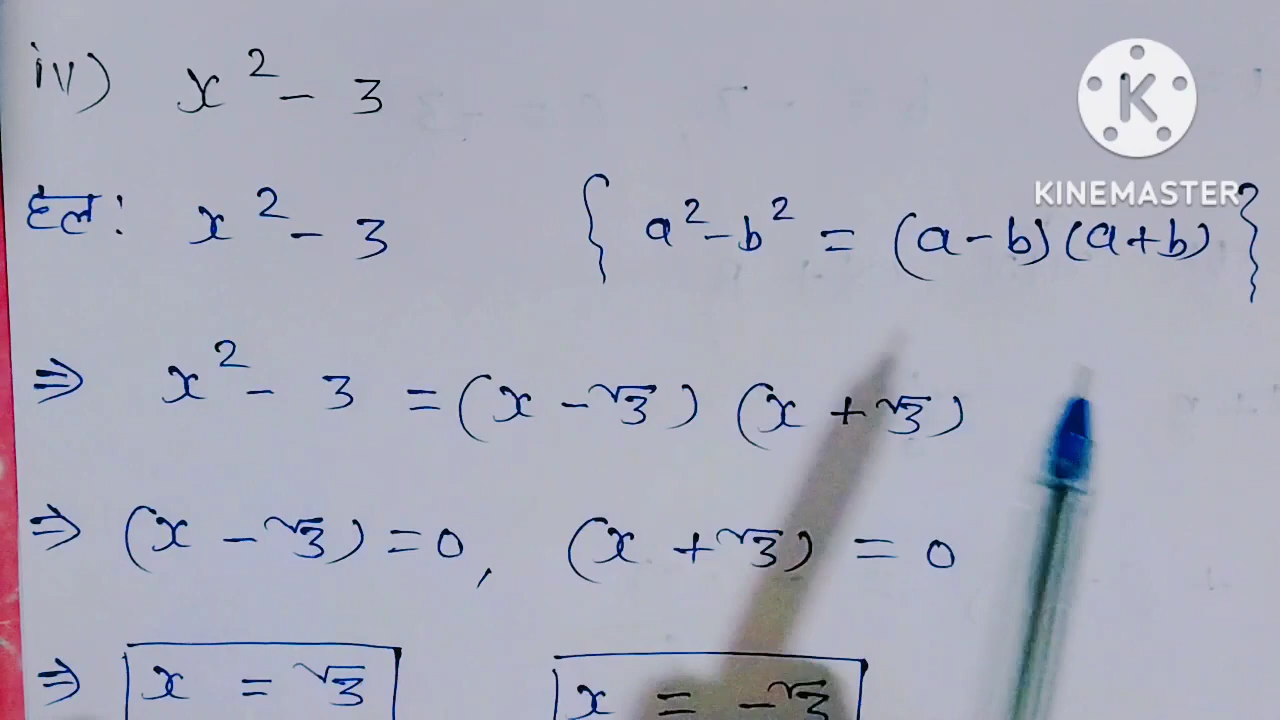 iv) x² - 3
K
KINEMASTER
हल: x² - 3 { a² - b² = (a - b) (a + b) }
⇒ x² - 3 = (x - √3) (x + √3)
⇒ (x - √3) = 0, (x + √3) = 0
⇒ x = √3 x = -√3